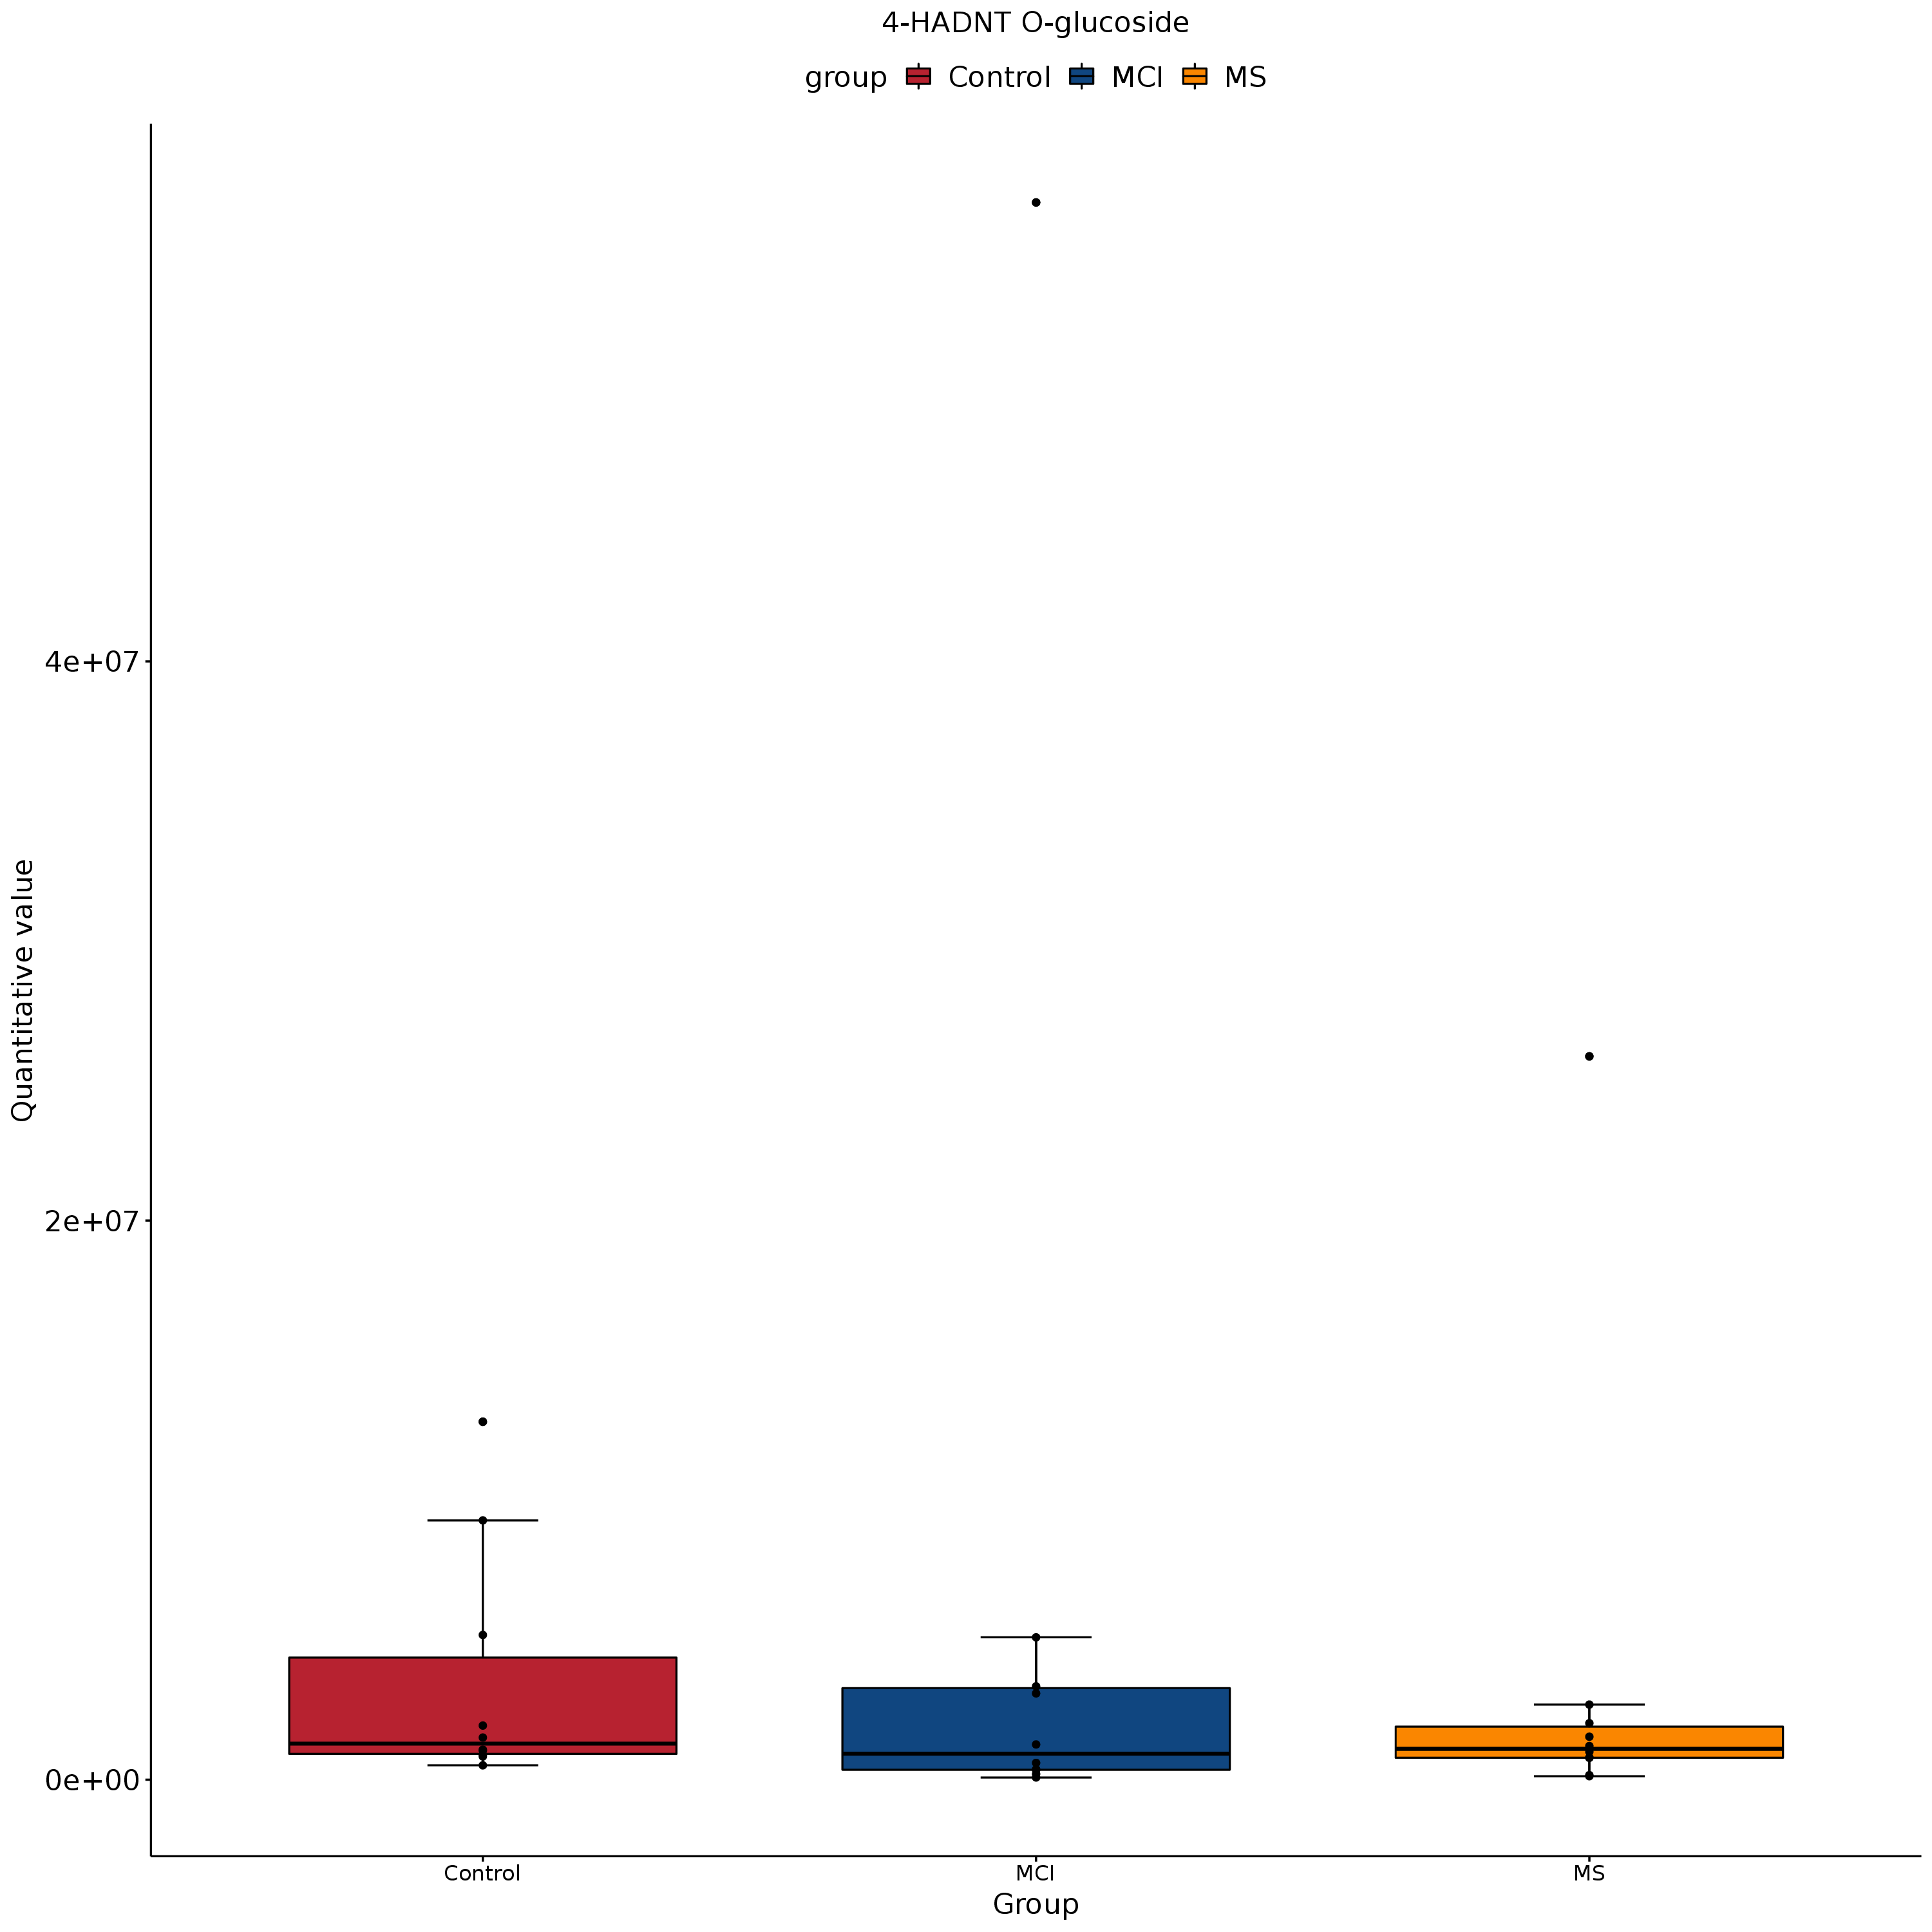 4-HADNT O-glucoside
group Control MCI MS
Quantitative value
4e+07
2e+07
0e+00
Control MCI MS
Group